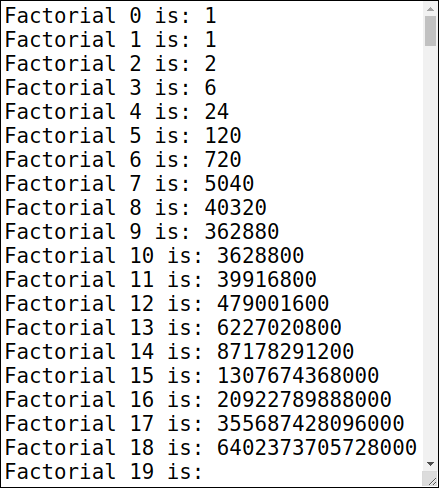 Factorial 0 is: 1
Factorial 1 is: 1
Factorial 2 is: 2
Factorial 3 is: 6
Factorial 4 is: 24
Factorial 5 is: 120
Factorial 6 is: 720
Factorial 7 is: 5040
Factorial 8 is: 40320
Factorial 9 is: 362880
Factorial 10 is: 3628800
Factorial 11 is: 39916800
Factorial 12 is: 479001600
Factorial 13 is: 6227020800
Factorial 14 is: 87178291200
Factorial 15 is: 1307674368000
Factorial 16 is: 20922789888000
Factorial 17 is: 355687428096000
Factorial 18 is: 6402373705728000
Factorial 19 is: